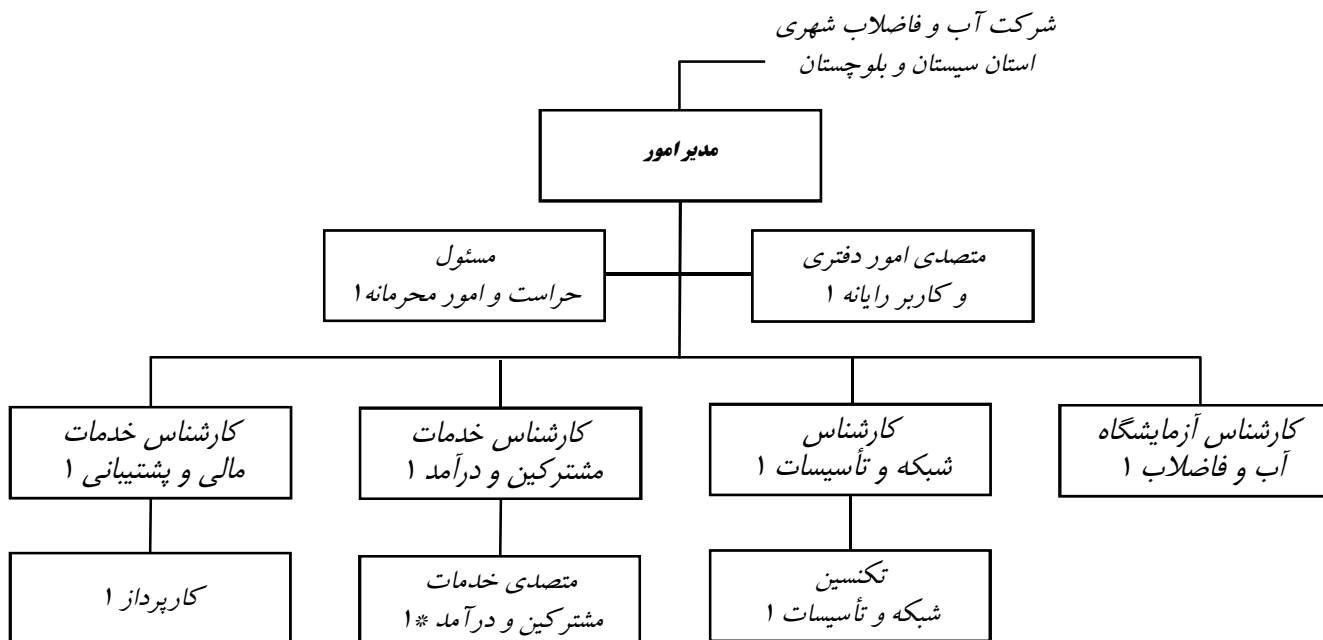 شرکت آب و فاضلاب شهری
استان سیستان و بلوچستان
مدیر امور
متصدی امور دفتری
و کاربر رایانه ۱
مسئول
حراست و امور محرمانه ۱
کارشناس آزمایشگاه
آب و فاضلاب ۱
کارشناس
شبکه و تأسیسات ۱
کارشناس خدمات
مشترکین و درآمد ۱
کارشناس خدمات
مالی و پشتیبانی ۱
تکنسین
شبکه و تأسیسات ۱
متصدی خدمات
مشترکین و درآمد *۱
کارپرداز ۱